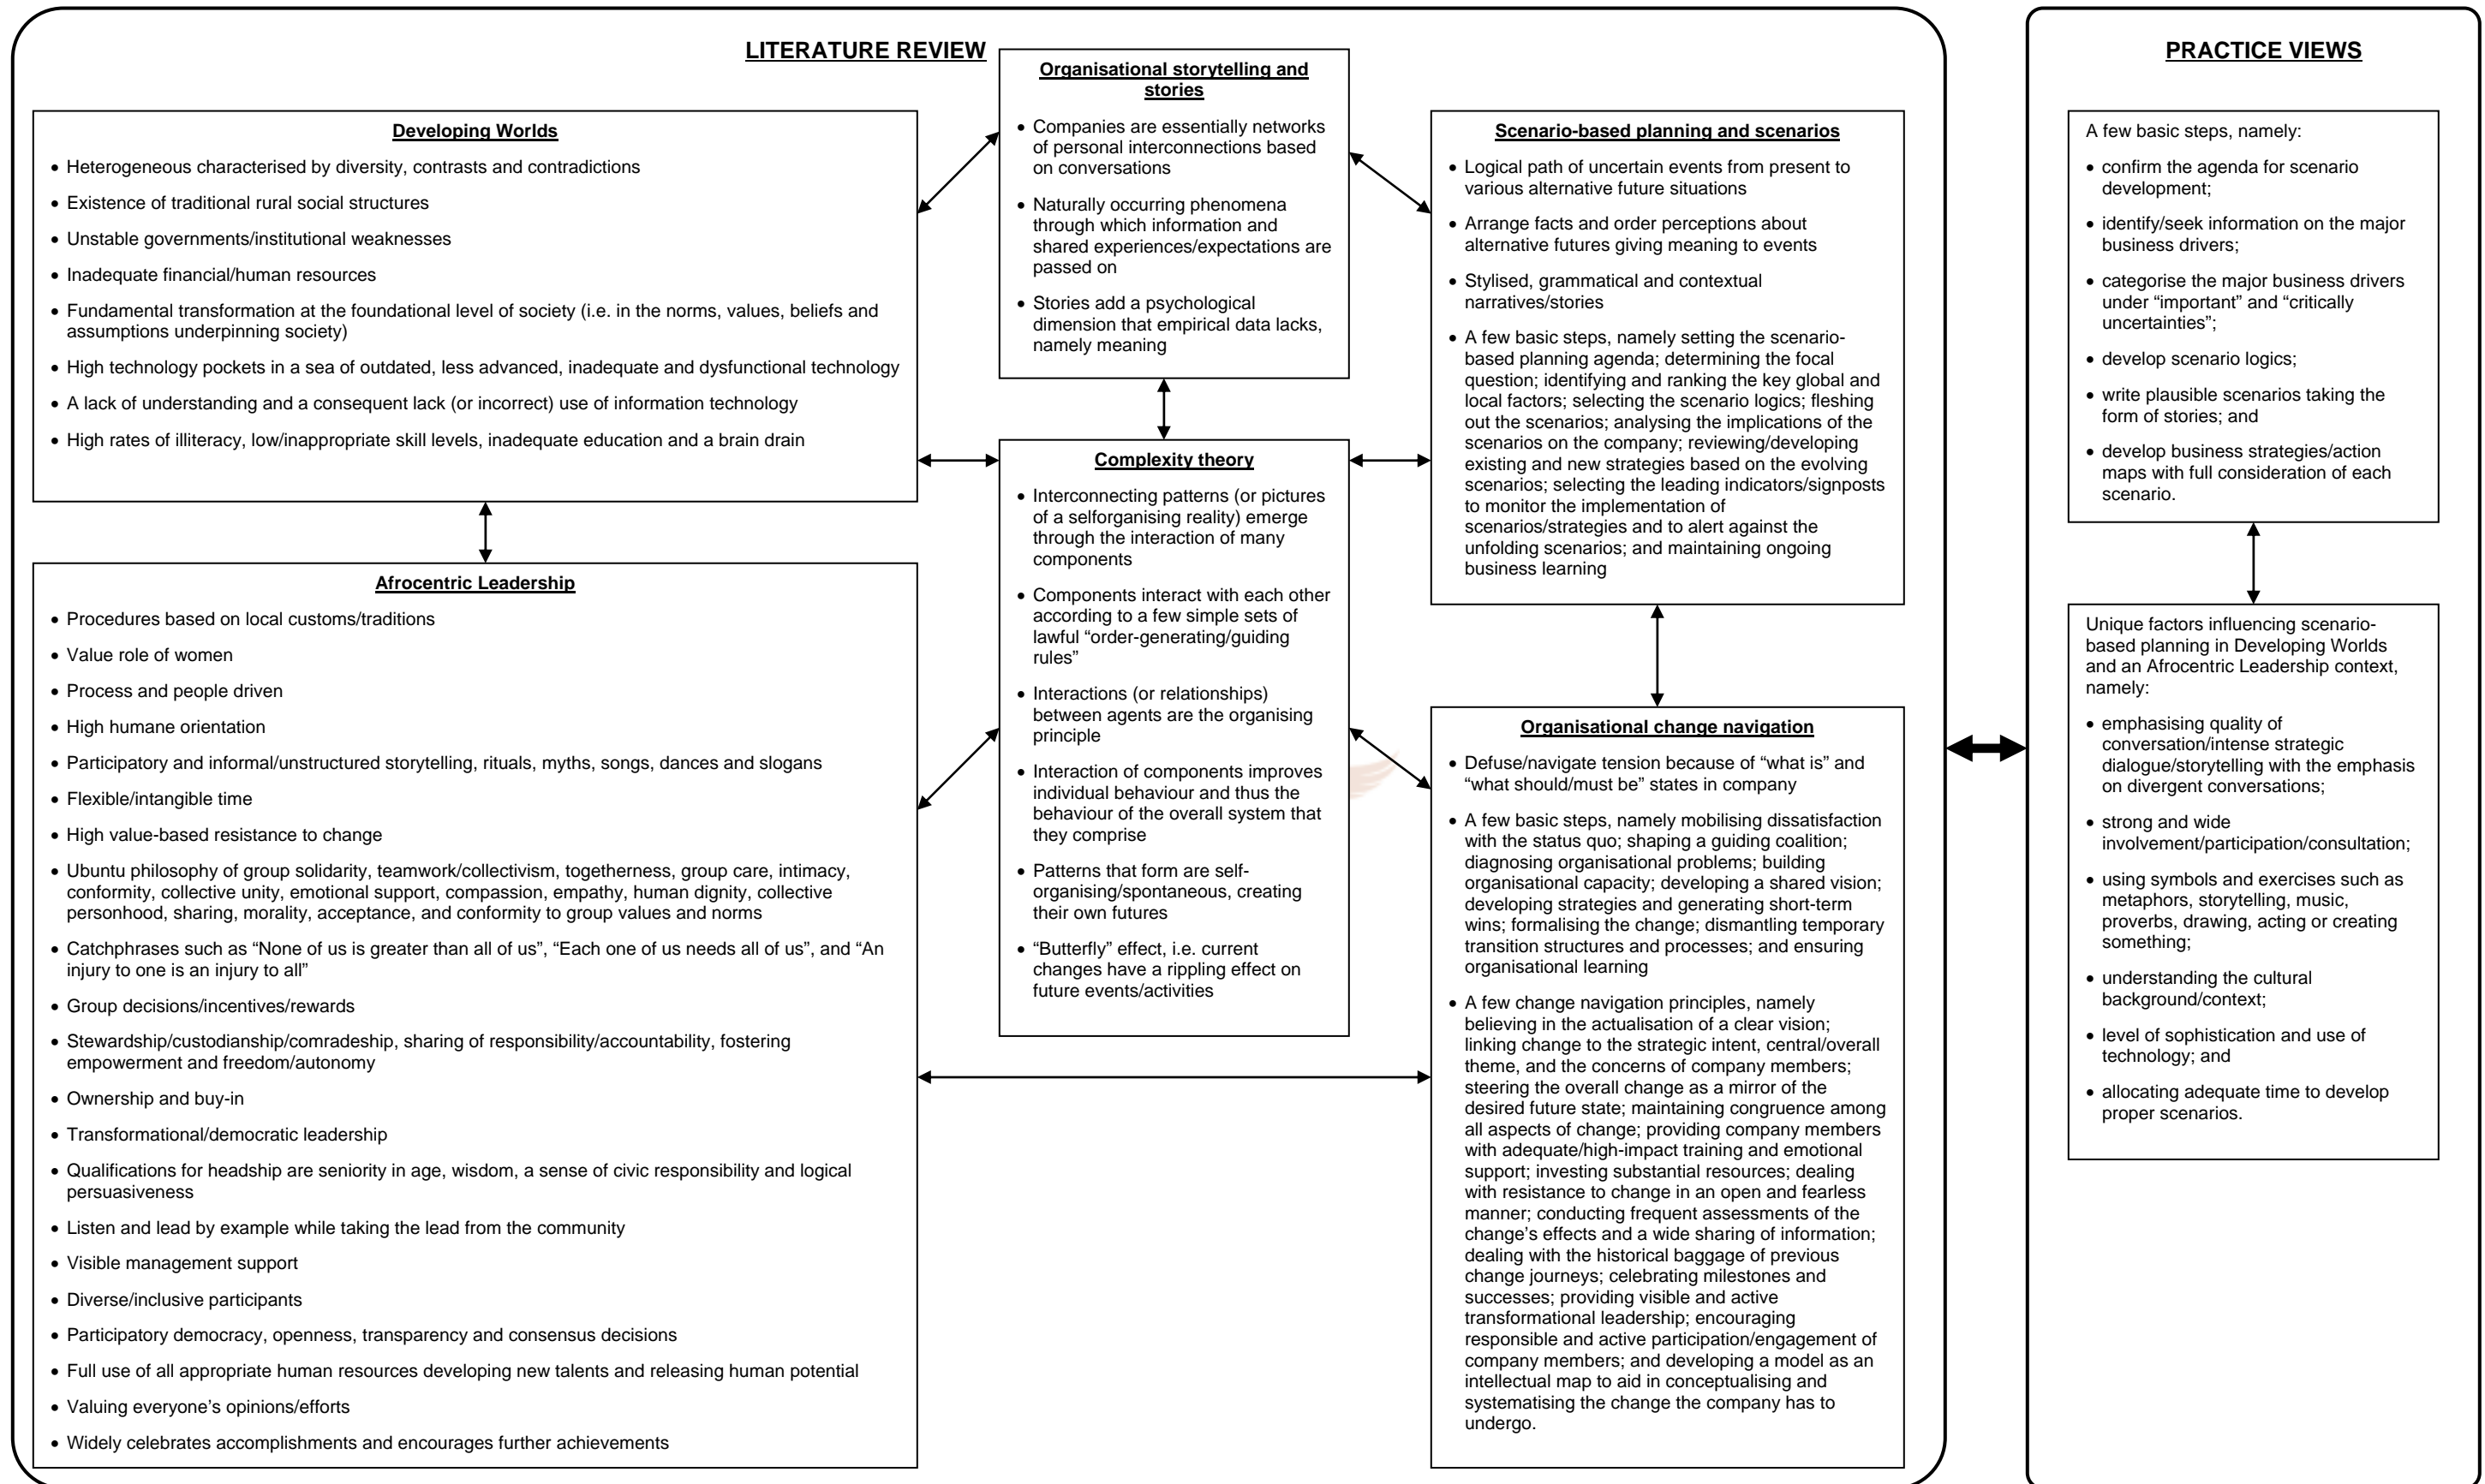 LITERATURE REVIEW
Developing Worlds
• Heterogeneous characterised by diversity, contrasts and contradictions
• Existence of traditional rural social structures
• Unstable governments/institutional weaknesses
• Inadequate financial/human resources
• Fundamental transformation at the foundational level of society (i.e. in the norms, values, beliefs and
assumptions underpinning society)
• High technology pockets in a sea of outdated, less advanced, inadequate and dysfunctional technology
• A lack of understanding and a consequent lack (or incorrect) use of information technology
• High rates of illiteracy, low/inappropriate skill levels, inadequate education and a brain drain
Afrocentric Leadership
• Procedures based on local customs/traditions
• Value role of women
• Process and people driven
• High humane orientation
• Participatory and informal/unstructured storytelling, rituals, myths, songs, dances and slogans
• Flexible/intangible time
• High value-based resistance to change
• Ubuntu philosophy of group solidarity, teamwork/collectivism, togetherness, group care, intimacy,
conformity, collective unity, emotional support, compassion, empathy, human dignity, collective
personhood, sharing, morality, acceptance, and conformity to group values and norms
• Catchphrases such as “None of us is greater than all of us”, “Each one of us needs all of us”, and “An
injury to one is an injury to all”
• Group decisions/incentives/rewards
• Stewardship/custodianship/comradeship, sharing of responsibility/accountability, fostering
empowerment and freedom/autonomy
• Ownership and buy-in
• Transformational/democratic leadership
• Qualifications for headship are seniority in age, wisdom, a sense of civic responsibility and logical
persuasiveness
• Listen and lead by example while taking the lead from the community
• Visible management support
• Diverse/inclusive participants
• Participatory democracy, openness, transparency and consensus decisions
• Full use of all appropriate human resources developing new talents and releasing human potential
• Valuing everyone’s opinions/efforts
• Widely celebrates accomplishments and encourages further achievements
Organisational storytelling and
stories
• Companies are essentially networks
of personal interconnections based
on conversations
• Naturally occurring phenomena
through which information and
shared experiences/expectations are
passed on
• Stories add a psychological
dimension that empirical data lacks,
namely meaning
Complexity theory
• Interconnecting patterns (or pictures
of a selforganising reality) emerge
through the interaction of many
components
• Components interact with each other
according to a few simple sets of
lawful “order-generating/guiding
rules”
• Interactions (or relationships)
between agents are the organising
principle
• Interaction of components improves
individual behaviour and thus the
behaviour of the overall system that
they comprise
• Patterns that form are self-
organising/spontaneous, creating
their own futures
• “Butterfly” effect, i.e. current
changes have a rippling effect on
future events/activities
Scenario-based planning and scenarios
• Logical path of uncertain events from present to
various alternative future situations
• Arrange facts and order perceptions about
alternative futures giving meaning to events
• Stylised, grammatical and contextual
narratives/stories
• A few basic steps, namely setting the scenario-
based planning agenda; determining the focal
question; identifying and ranking the key global and
local factors; selecting the scenario logics; fleshing
out the scenarios; analysing the implications of the
scenarios on the company; reviewing/developing
existing and new strategies based on the evolving
scenarios; selecting the leading indicators/signposts
to monitor the implementation of
scenarios/strategies and to alert against the
unfolding scenarios; and maintaining ongoing
business learning
Organisational change navigation
• Defuse/navigate tension because of “what is” and
“what should/must be” states in company
• A few basic steps, namely mobilising dissatisfaction
with the status quo; shaping a guiding coalition;
diagnosing organisational problems; building
organisational capacity; developing a shared vision;
developing strategies and generating short-term
wins; formalising the change; dismantling temporary
transition structures and processes; and ensuring
organisational learning
• A few change navigation principles, namely
believing in the actualisation of a clear vision;
linking change to the strategic intent, central/overall
theme, and the concerns of company members;
steering the overall change as a mirror of the
desired future state; maintaining congruence among
all aspects of change; providing company members
with adequate/high-impact training and emotional
support; investing substantial resources; dealing
with resistance to change in an open and fearless
manner; conducting frequent assessments of the
change’s effects and a wide sharing of information;
dealing with the historical baggage of previous
change journeys; celebrating milestones and
successes; providing visible and active
transformational leadership; encouraging
responsible and active participation/engagement of
company members; and developing a model as an
intellectual map to aid in conceptualising and
systematising the change the company has to
undergo.
PRACTICE VIEWS
A few basic steps, namely:
• confirm the agenda for scenario
development;
• identify/seek information on the major
business drivers;
• categorise the major business drivers
under “important” and “critically
uncertainties”;
• develop scenario logics;
• write plausible scenarios taking the
form of stories; and
• develop business strategies/action
maps with full consideration of each
scenario.
Unique factors influencing scenario-
based planning in Developing Worlds
and an Afrocentric Leadership context,
namely:
• emphasising quality of
conversation/intense strategic
dialogue/storytelling with the emphasis
on divergent conversations;
• strong and wide
involvement/participation/consultation;
• using symbols and exercises such as
metaphors, storytelling, music,
proverbs, drawing, acting or creating
something;
• understanding the cultural
background/context;
• level of sophistication and use of
technology; and
• allocating adequate time to develop
proper scenarios.